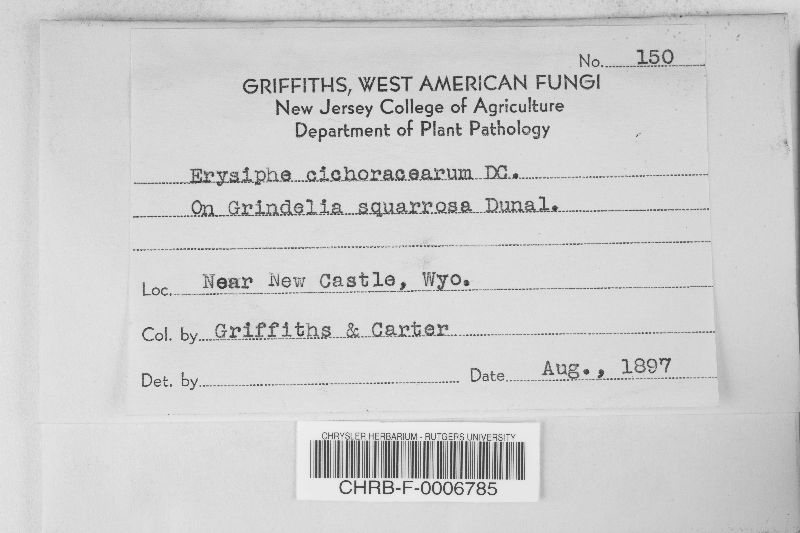 No. 150
GRIFFITHS, WEST AMERICAN FUNGI
New Jersey College of Agriculture
Department of Plant Pathology
Erysiphe cichoracearum DC.
On Grindelia squarrosa Dunal.
Loc. Near New Castle, Wyo.
Col. by Griffiths & Carter
Det. by
Date Aug., 1897
CHRYSLER HERBARIUM - RUTGERS UNIVERSITY
CHRB-F-0006785